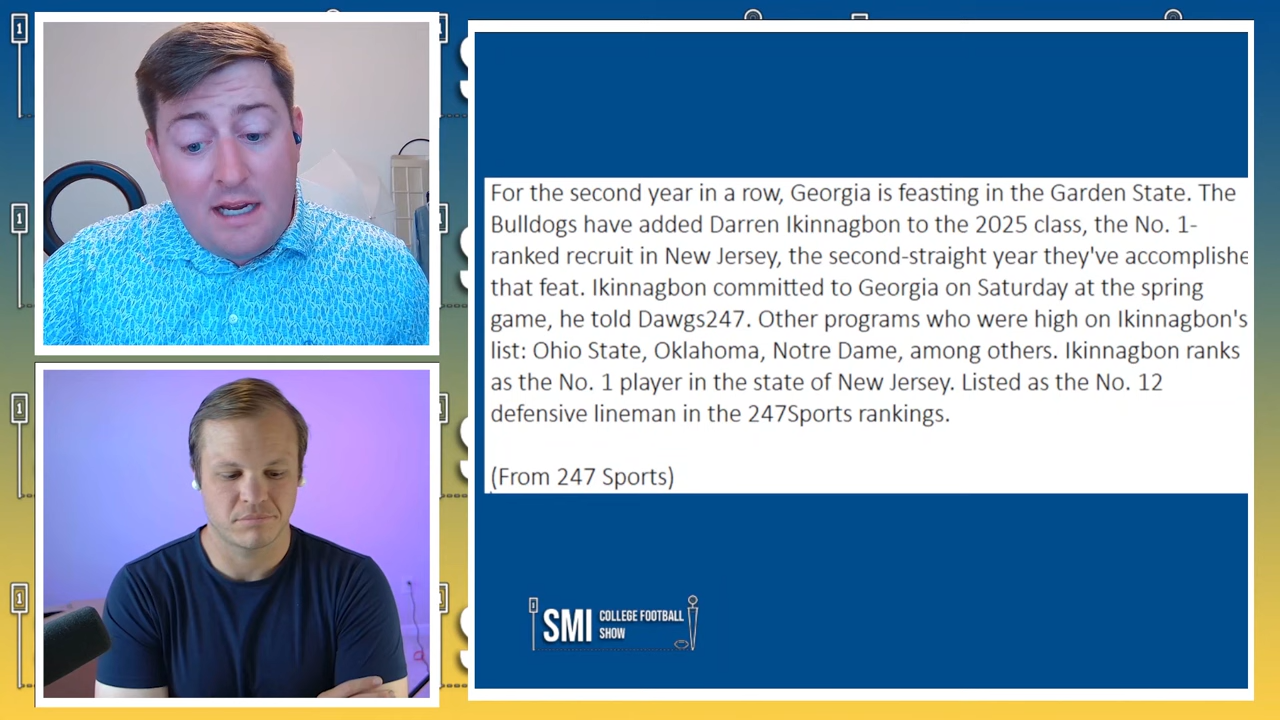 For the second year in a row, Georgia is feasting in the Garden State. The
Bulldogs have added Darren Ikinnagbon to the 2025 class, the No. 1-
ranked recruit in New Jersey, the second-straight year they've accomplishe
that feat. Ikinnagbon committed to Georgia on Saturday at the spring
game, he told Dawgs247. Other programs who were high on Ikinnagbon's
list: Ohio State, Oklahoma, Notre Dame, among others. Ikinnagbon ranks
as the No. 1 player in the state of New Jersey. Listed as the No. 12
defensive lineman in the 247Sports rankings.
(From 247 Sports)
SMI COLLEGE FOOTBALL
SHOW
1
1
1
1